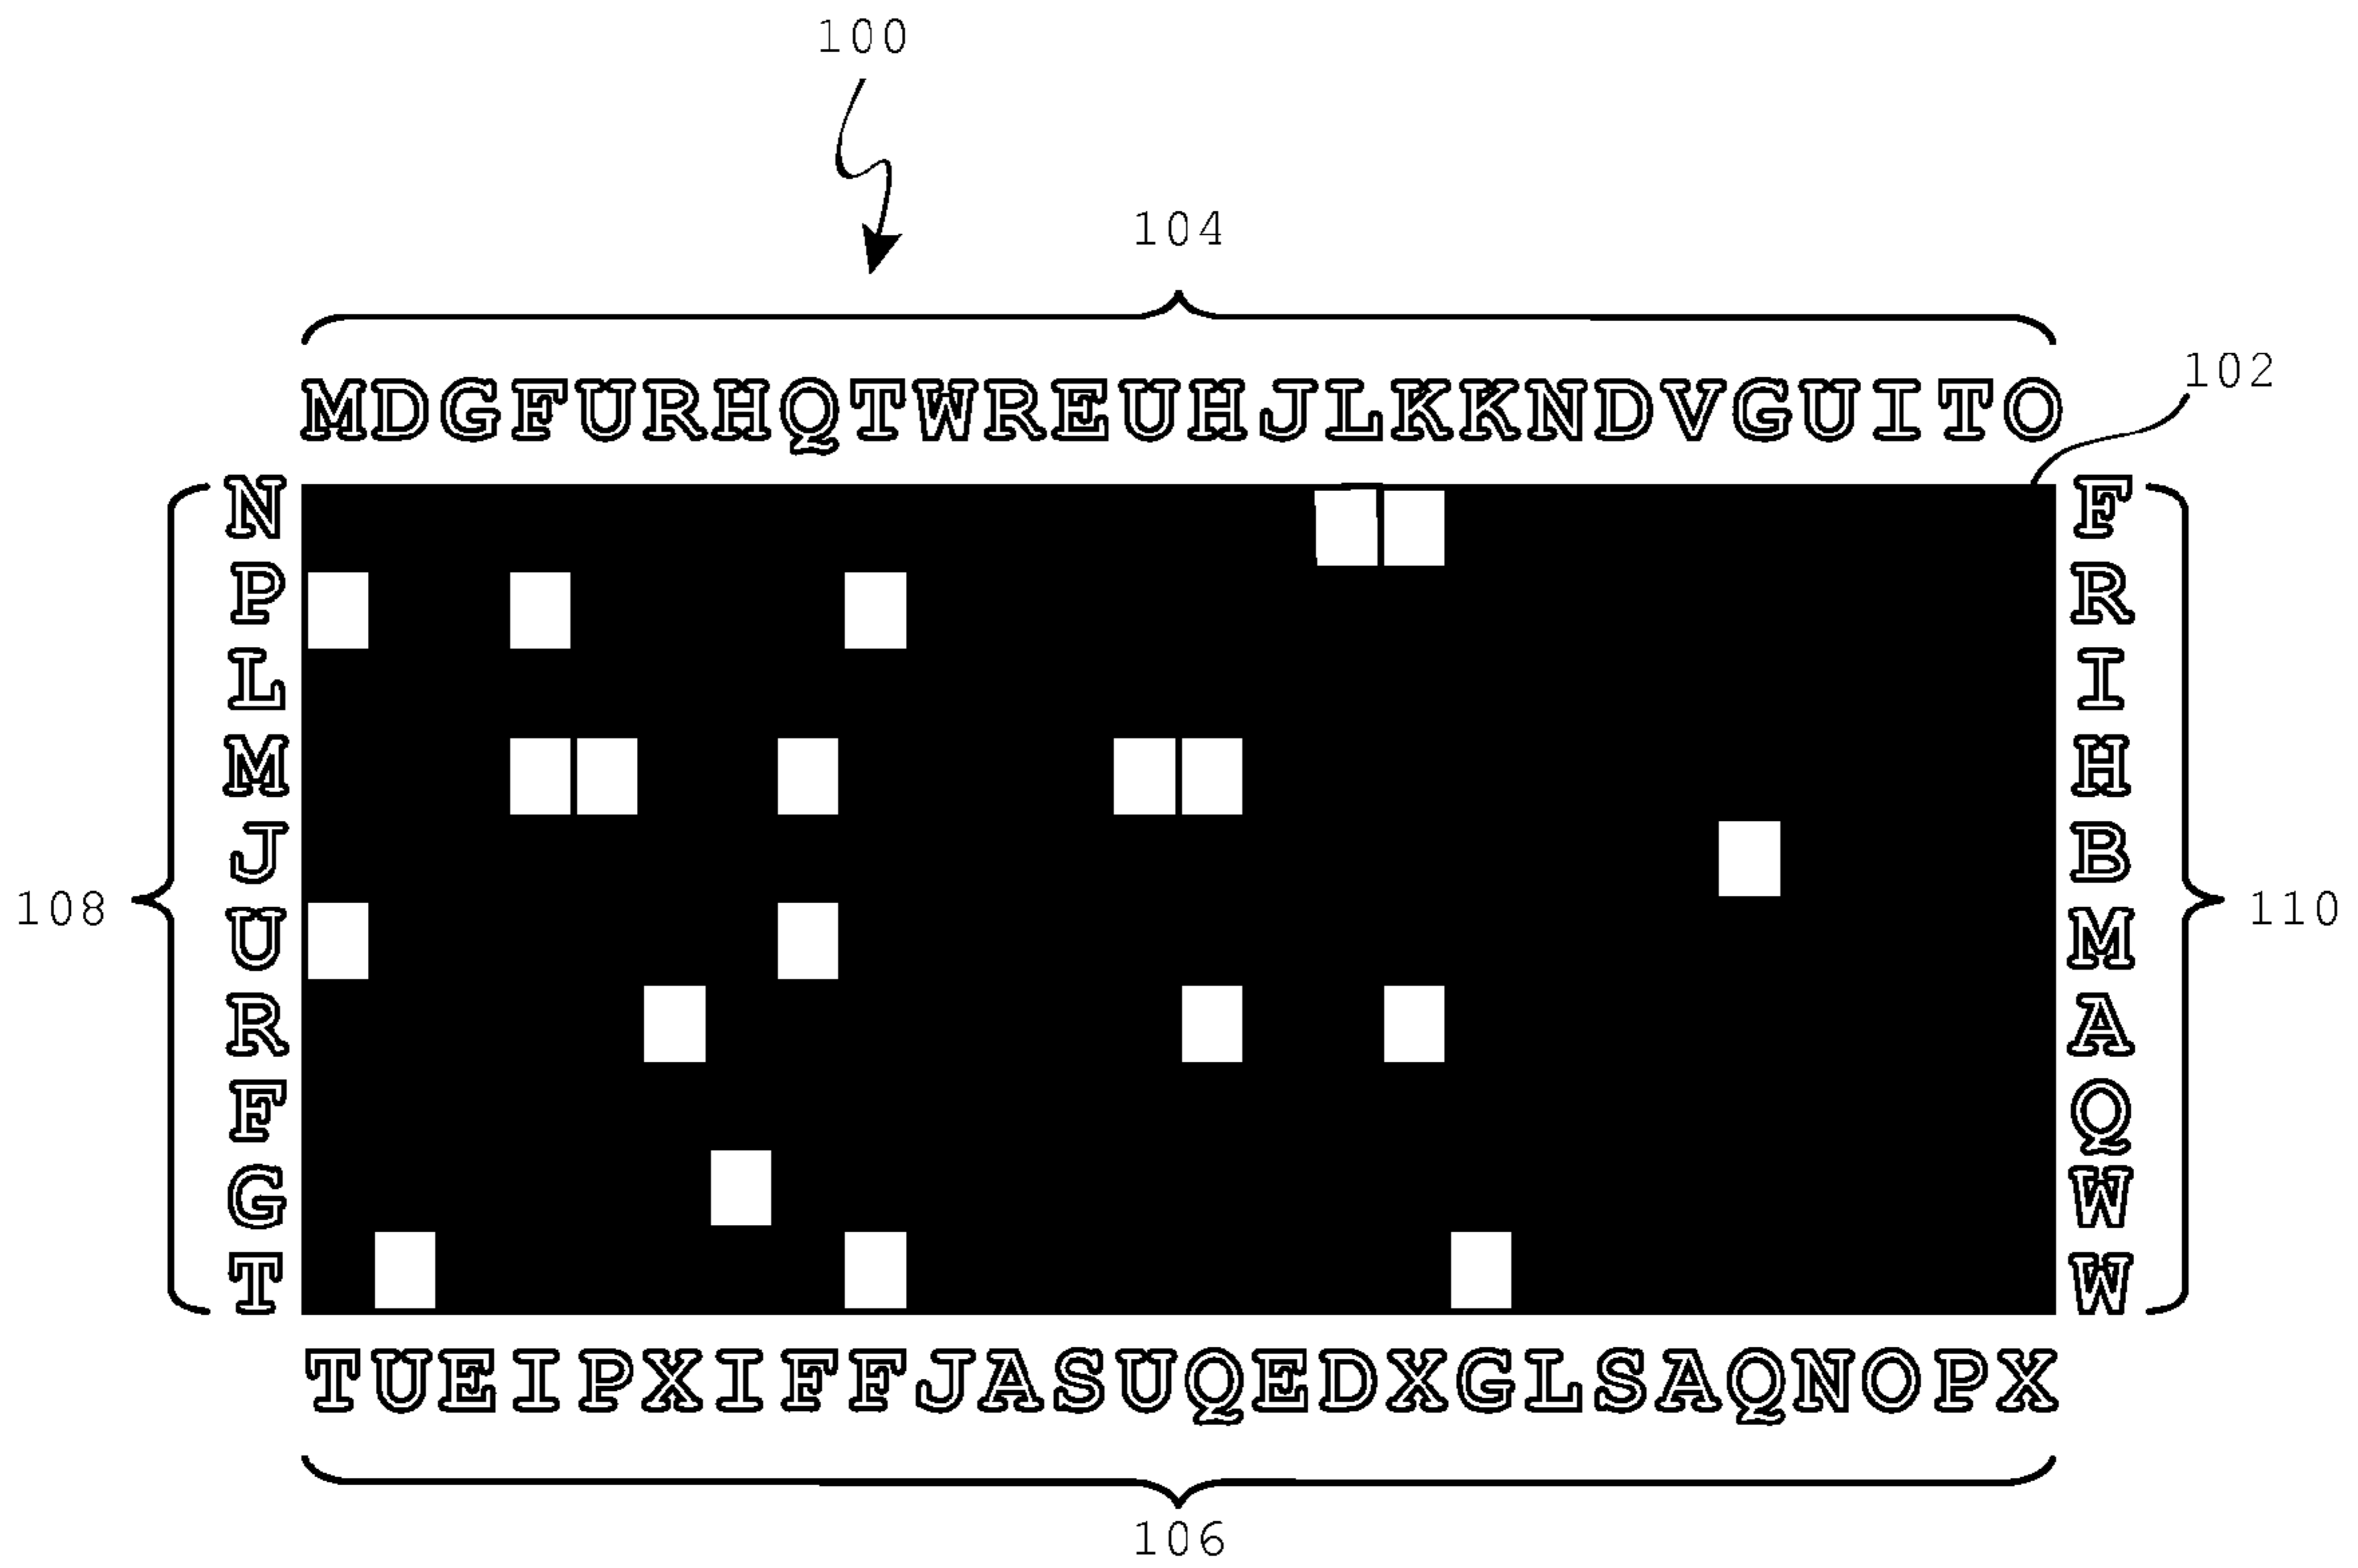 100
104
MDGFURHQTWREUHJLKKNDVGUITO
102
N F
P R
L I
M H
J B
108 U M 110
R A
F Q
G W
T W
TUEIPXIFFJASUQEDXGLSAQNOPX
106